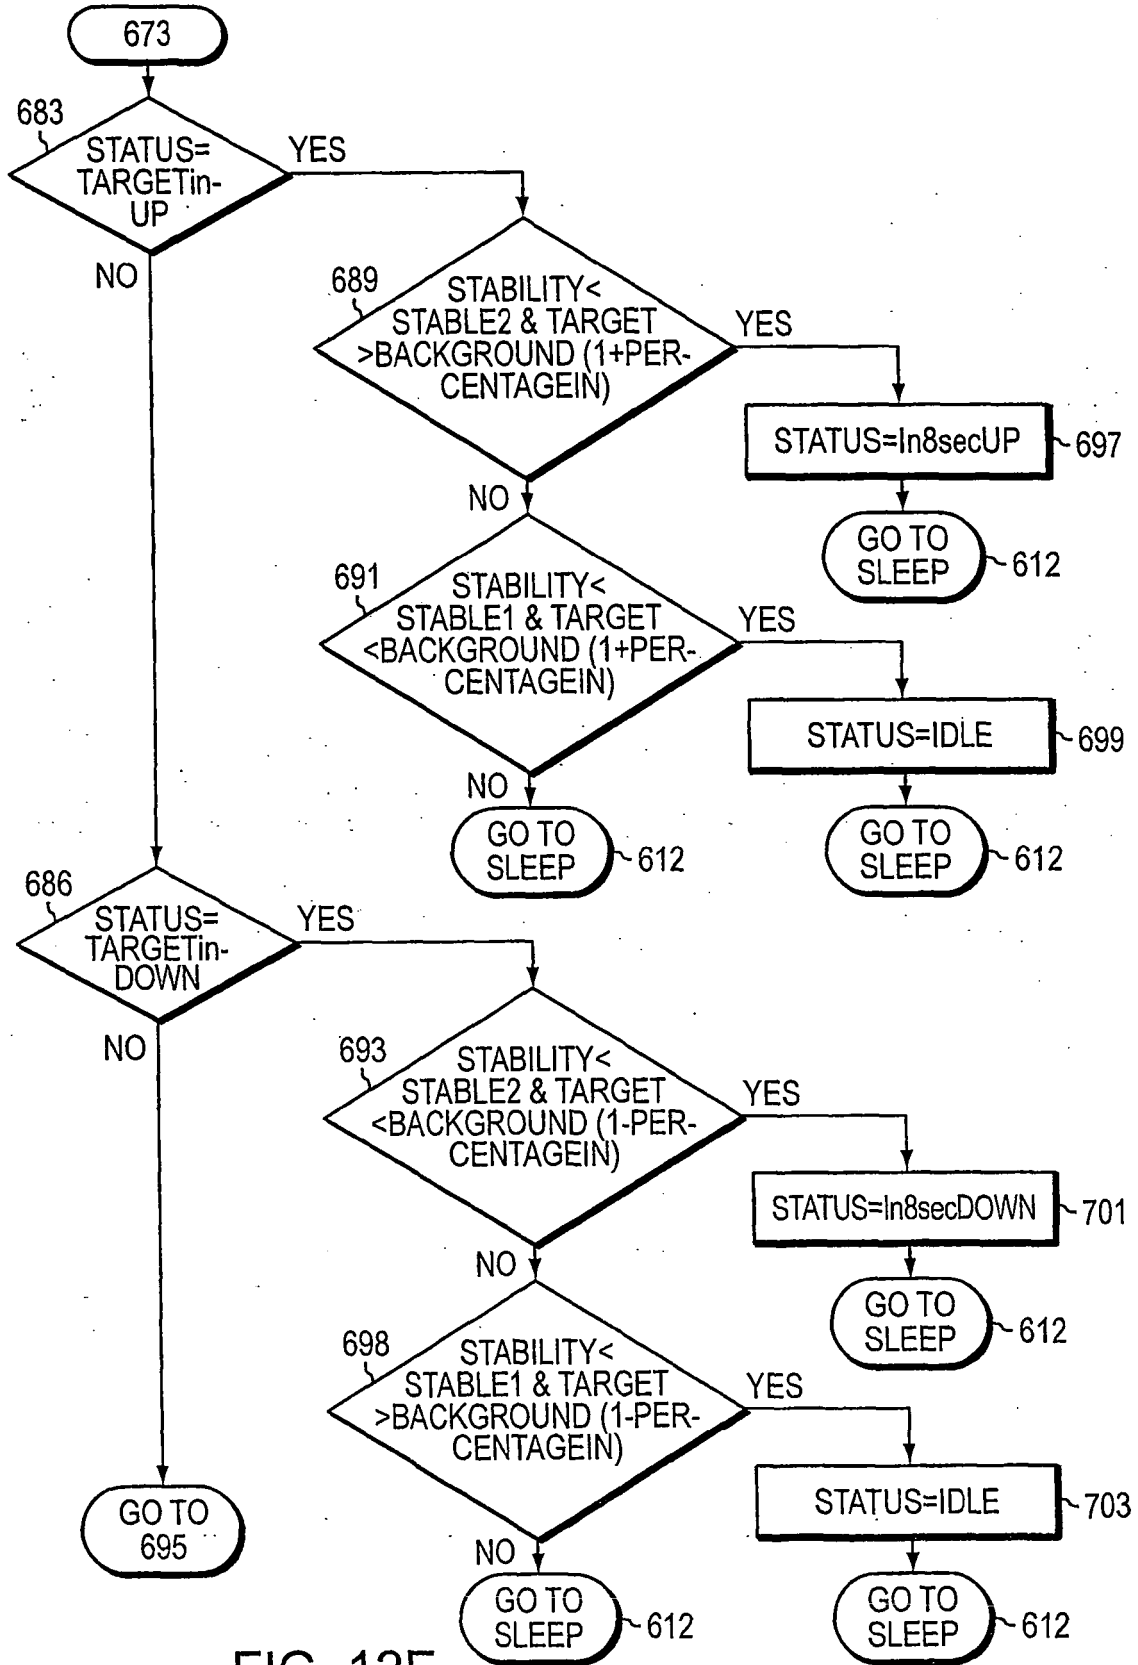 673
683
STATUS=
TARGETin-
UP
YES
NO
689
STABILITY<
STABLE2 & TARGET
>BACKGROUND (1+PER-
CENTAGEIN)
YES
STATUS=In8secUP
697
NO
GO TO
SLEEP
612
691
STABILITY<
STABLE1 & TARGET
<BACKGROUND (1+PER-
CENTAGEIN)
YES
STATUS=IDLE
699
NO
GO TO
SLEEP
612
GO TO
SLEEP
612
686
STATUS=
TARGETin-
DOWN
YES
NO
693
STABILITY<
STABLE2 & TARGET
<BACKGROUND (1-PER-
CENTAGEIN)
YES
STATUS=In8secDOWN
701
NO
GO TO
SLEEP
612
698
STABILITY<
STABLE1 & TARGET
>BACKGROUND (1-PER-
CENTAGEIN)
YES
STATUS=IDLE
703
GO TO
695
NO
GO TO
SLEEP
612
GO TO
SLEEP
612